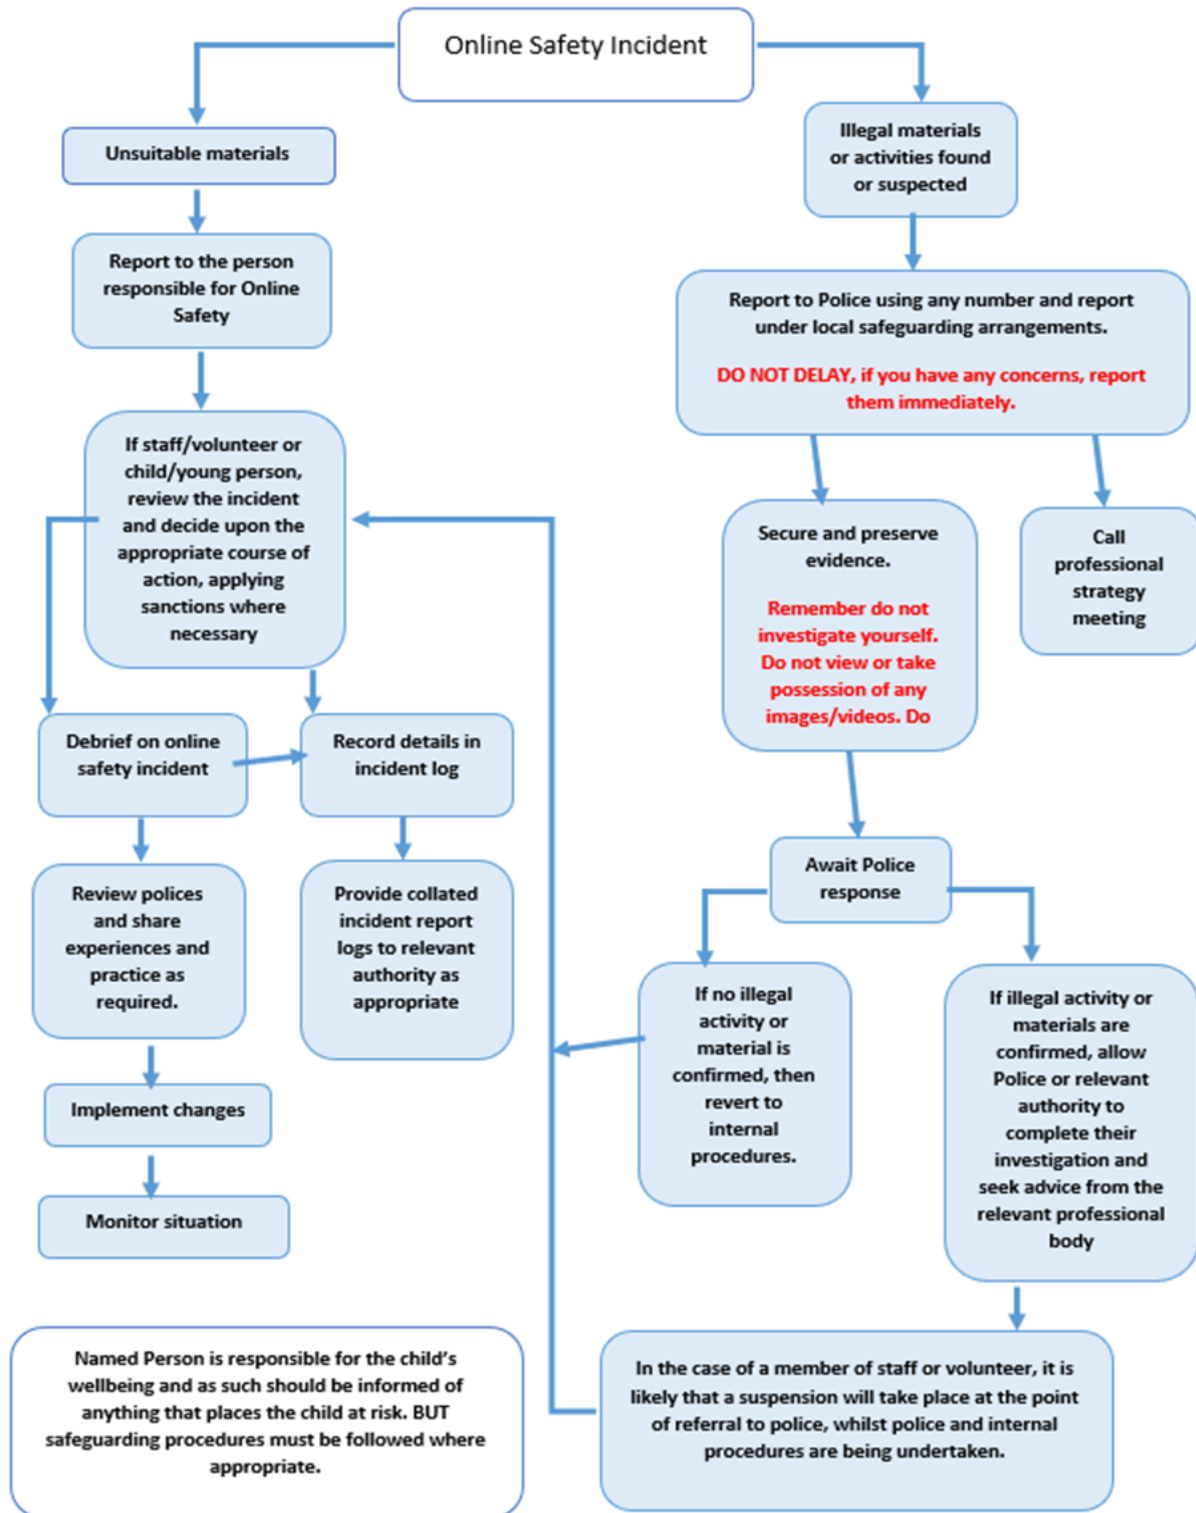 Online Safety Incident
Unsuitable materials
Report to the person
responsible for Online
Safety
If staff/volunteer or
child/young person,
review the incident
and decide upon the
appropriate course of
action, applying
sanctions where
necessary
Debrief on online
safety incident
Record details in
incident log
Review polices
and share
experiences and
practice as
required.
Provide collated
incident report
logs to relevant
authority as
appropriate
Implement changes
Monitor situation
Named Person is responsible for the child’s
wellbeing and as such should be informed of
anything that places the child at risk. BUT
safeguarding procedures must be followed where
appropriate.
Illegal materials
or activities found
or suspected
Report to Police using any number and report
under local safeguarding arrangements.
DO NOT DELAY, if you have any concerns, report
them immediately.
Secure and preserve
evidence.
Remember do not
investigate yourself.
Do not view or take
possession of any
images/videos. Do
Call
professional
strategy
meeting
Await Police
response
If no illegal
activity or
material is
confirmed, then
revert to
internal
procedures.
If illegal activity or
materials are
confirmed, allow
Police or relevant
authority to
complete their
investigation and
seek advice from the
relevant professional
body
In the case of a member of staff or volunteer, it is
likely that a suspension will take place at the point
of referral to police, whilst police and internal
procedures are being undertaken.